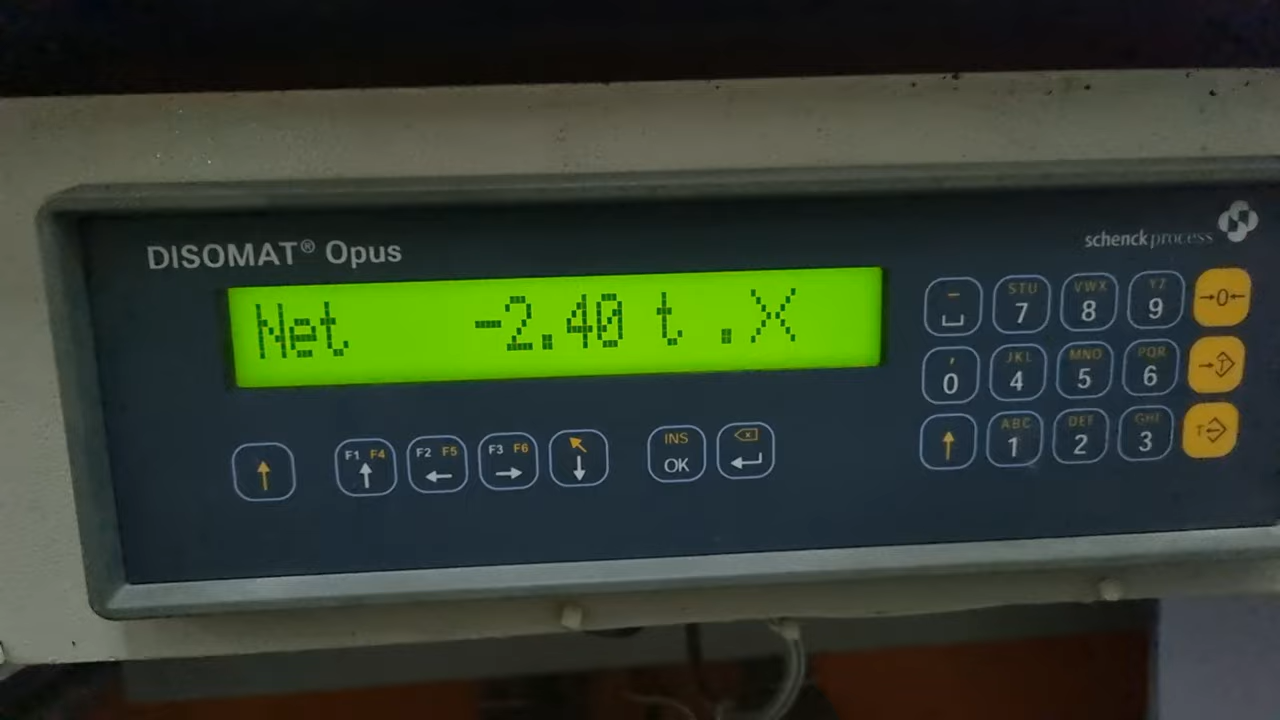 DISOMAT® Opus
schenck process
Net -2.40 t .X
STU 7
VWX 8
YZ 9
→0←
, 0
JKL 4
MNO 5
PQR 6
→T
ABC 1
DEF 2
GHI 3
T←
F1 F4
F2 F5
F3 F6
INS
OK